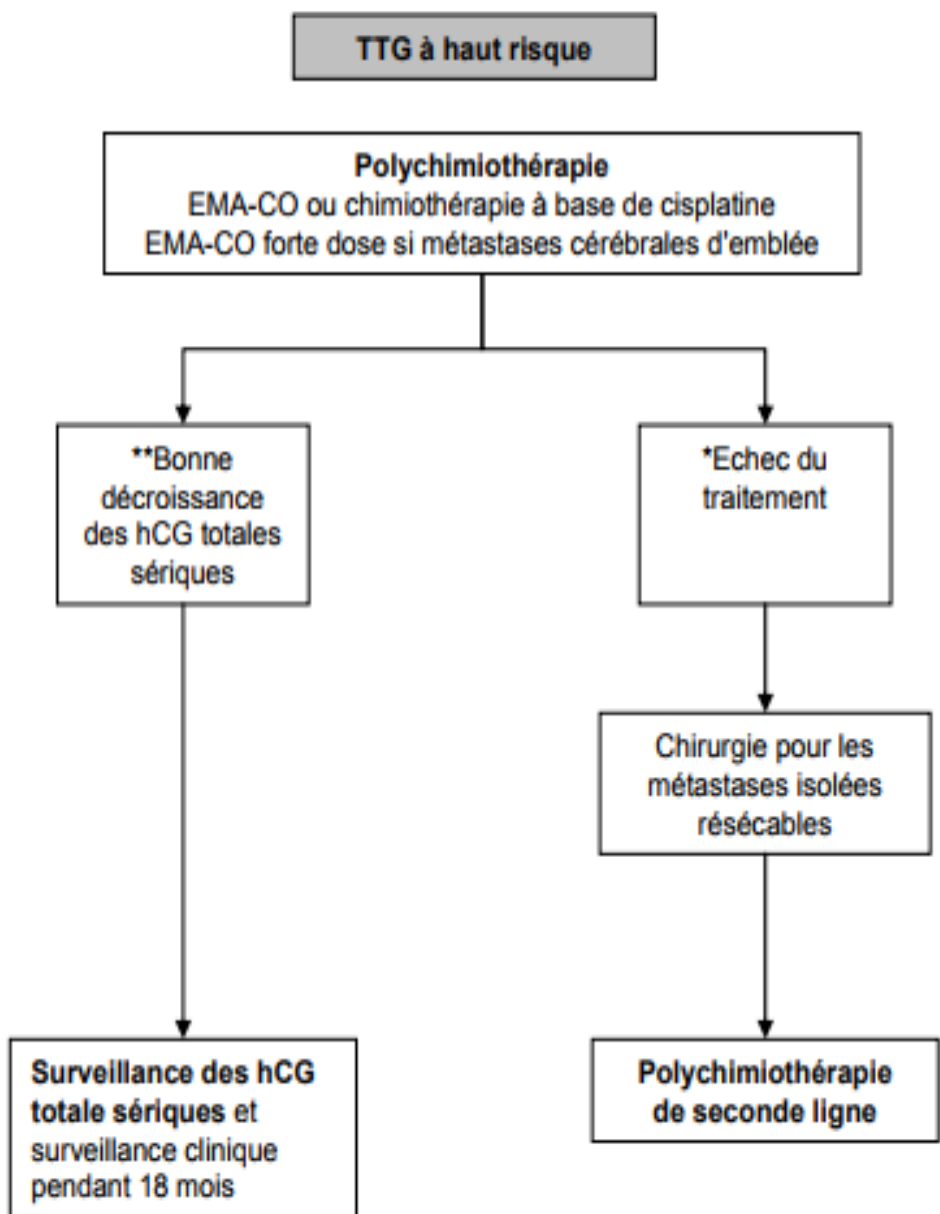 TTG à haut risque
Polychimiothérapie
EMA-CO ou chimiothérapie à base de cisplatine
EMA-CO forte dose si métastases cérébrales d'emblée
**Bonne
décroissance
des hCG totales
sériques
*Echec du
traitement
Chirurgie pour les
métastases isolées
résécables
Surveillance des hCG
totale sériques et
surveillance clinique
pendant 18 mois
Polychimiothérapie
de seconde ligne